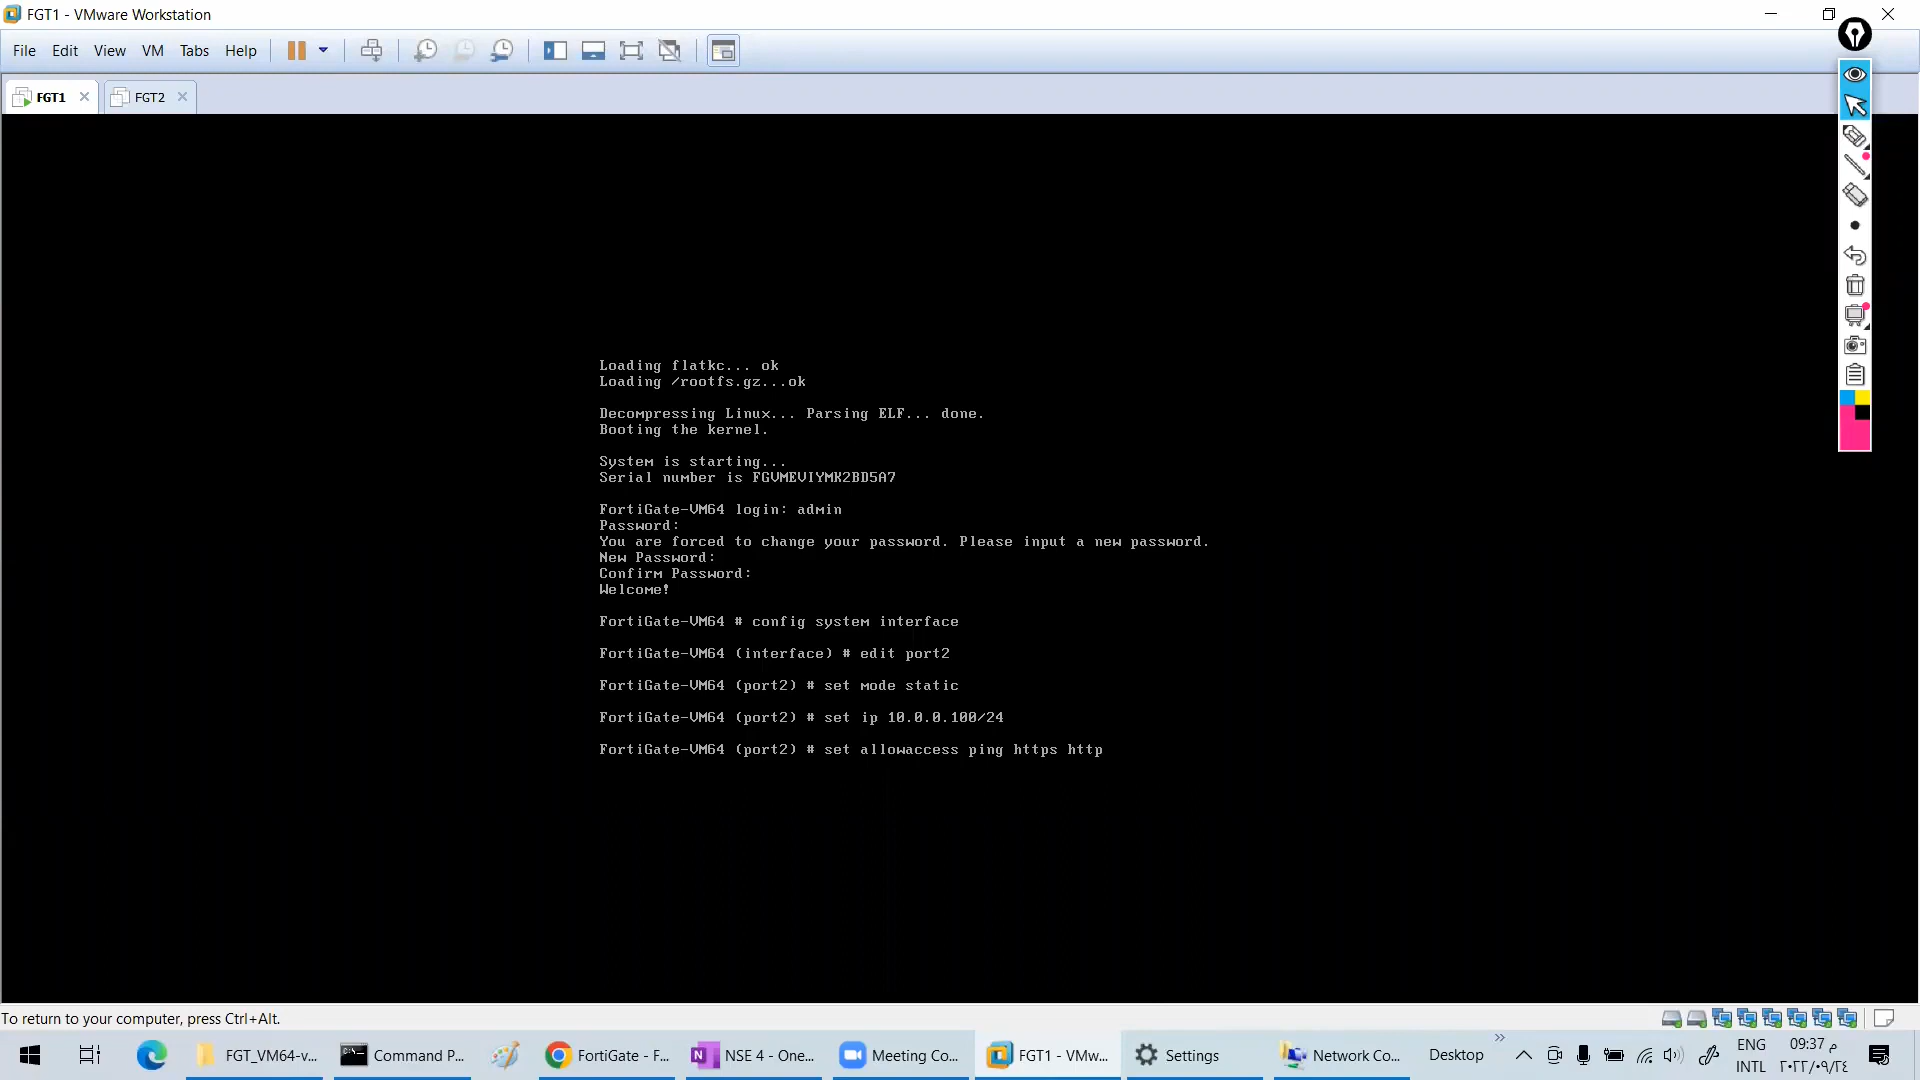 FGT1 - VMware Workstation
File Edit View VM Tabs Help
FGT1 FGT2
Loading flatkc... ok
Loading /rootfs.gz...ok
Decompressing Linux... Parsing ELF... done.
Booting the kernel.
System is starting...
Serial number is FGVMEVIYMK2BD5A7
FortiGate-VM64 login: admin
Password:
You are forced to change your password. Please input a new password.
New Password:
Confirm Password:
Welcome!
FortiGate-VM64 # config system interface
FortiGate-VM64 (interface) # edit port2
FortiGate-VM64 (port2) # set mode static
FortiGate-VM64 (port2) # set ip 10.0.0.100/24
FortiGate-VM64 (port2) # set allowaccess ping https http
To return to your computer, press Ctrl+Alt.
FGT_VM64-v... Command P... FortiGate - F... NSE 4 - One... Meeting Co... FGT1 - VMw... Settings Network Co... Desktop
ENG
INTL
09:37 م
٢٠٢٢/٠٩/٢٤